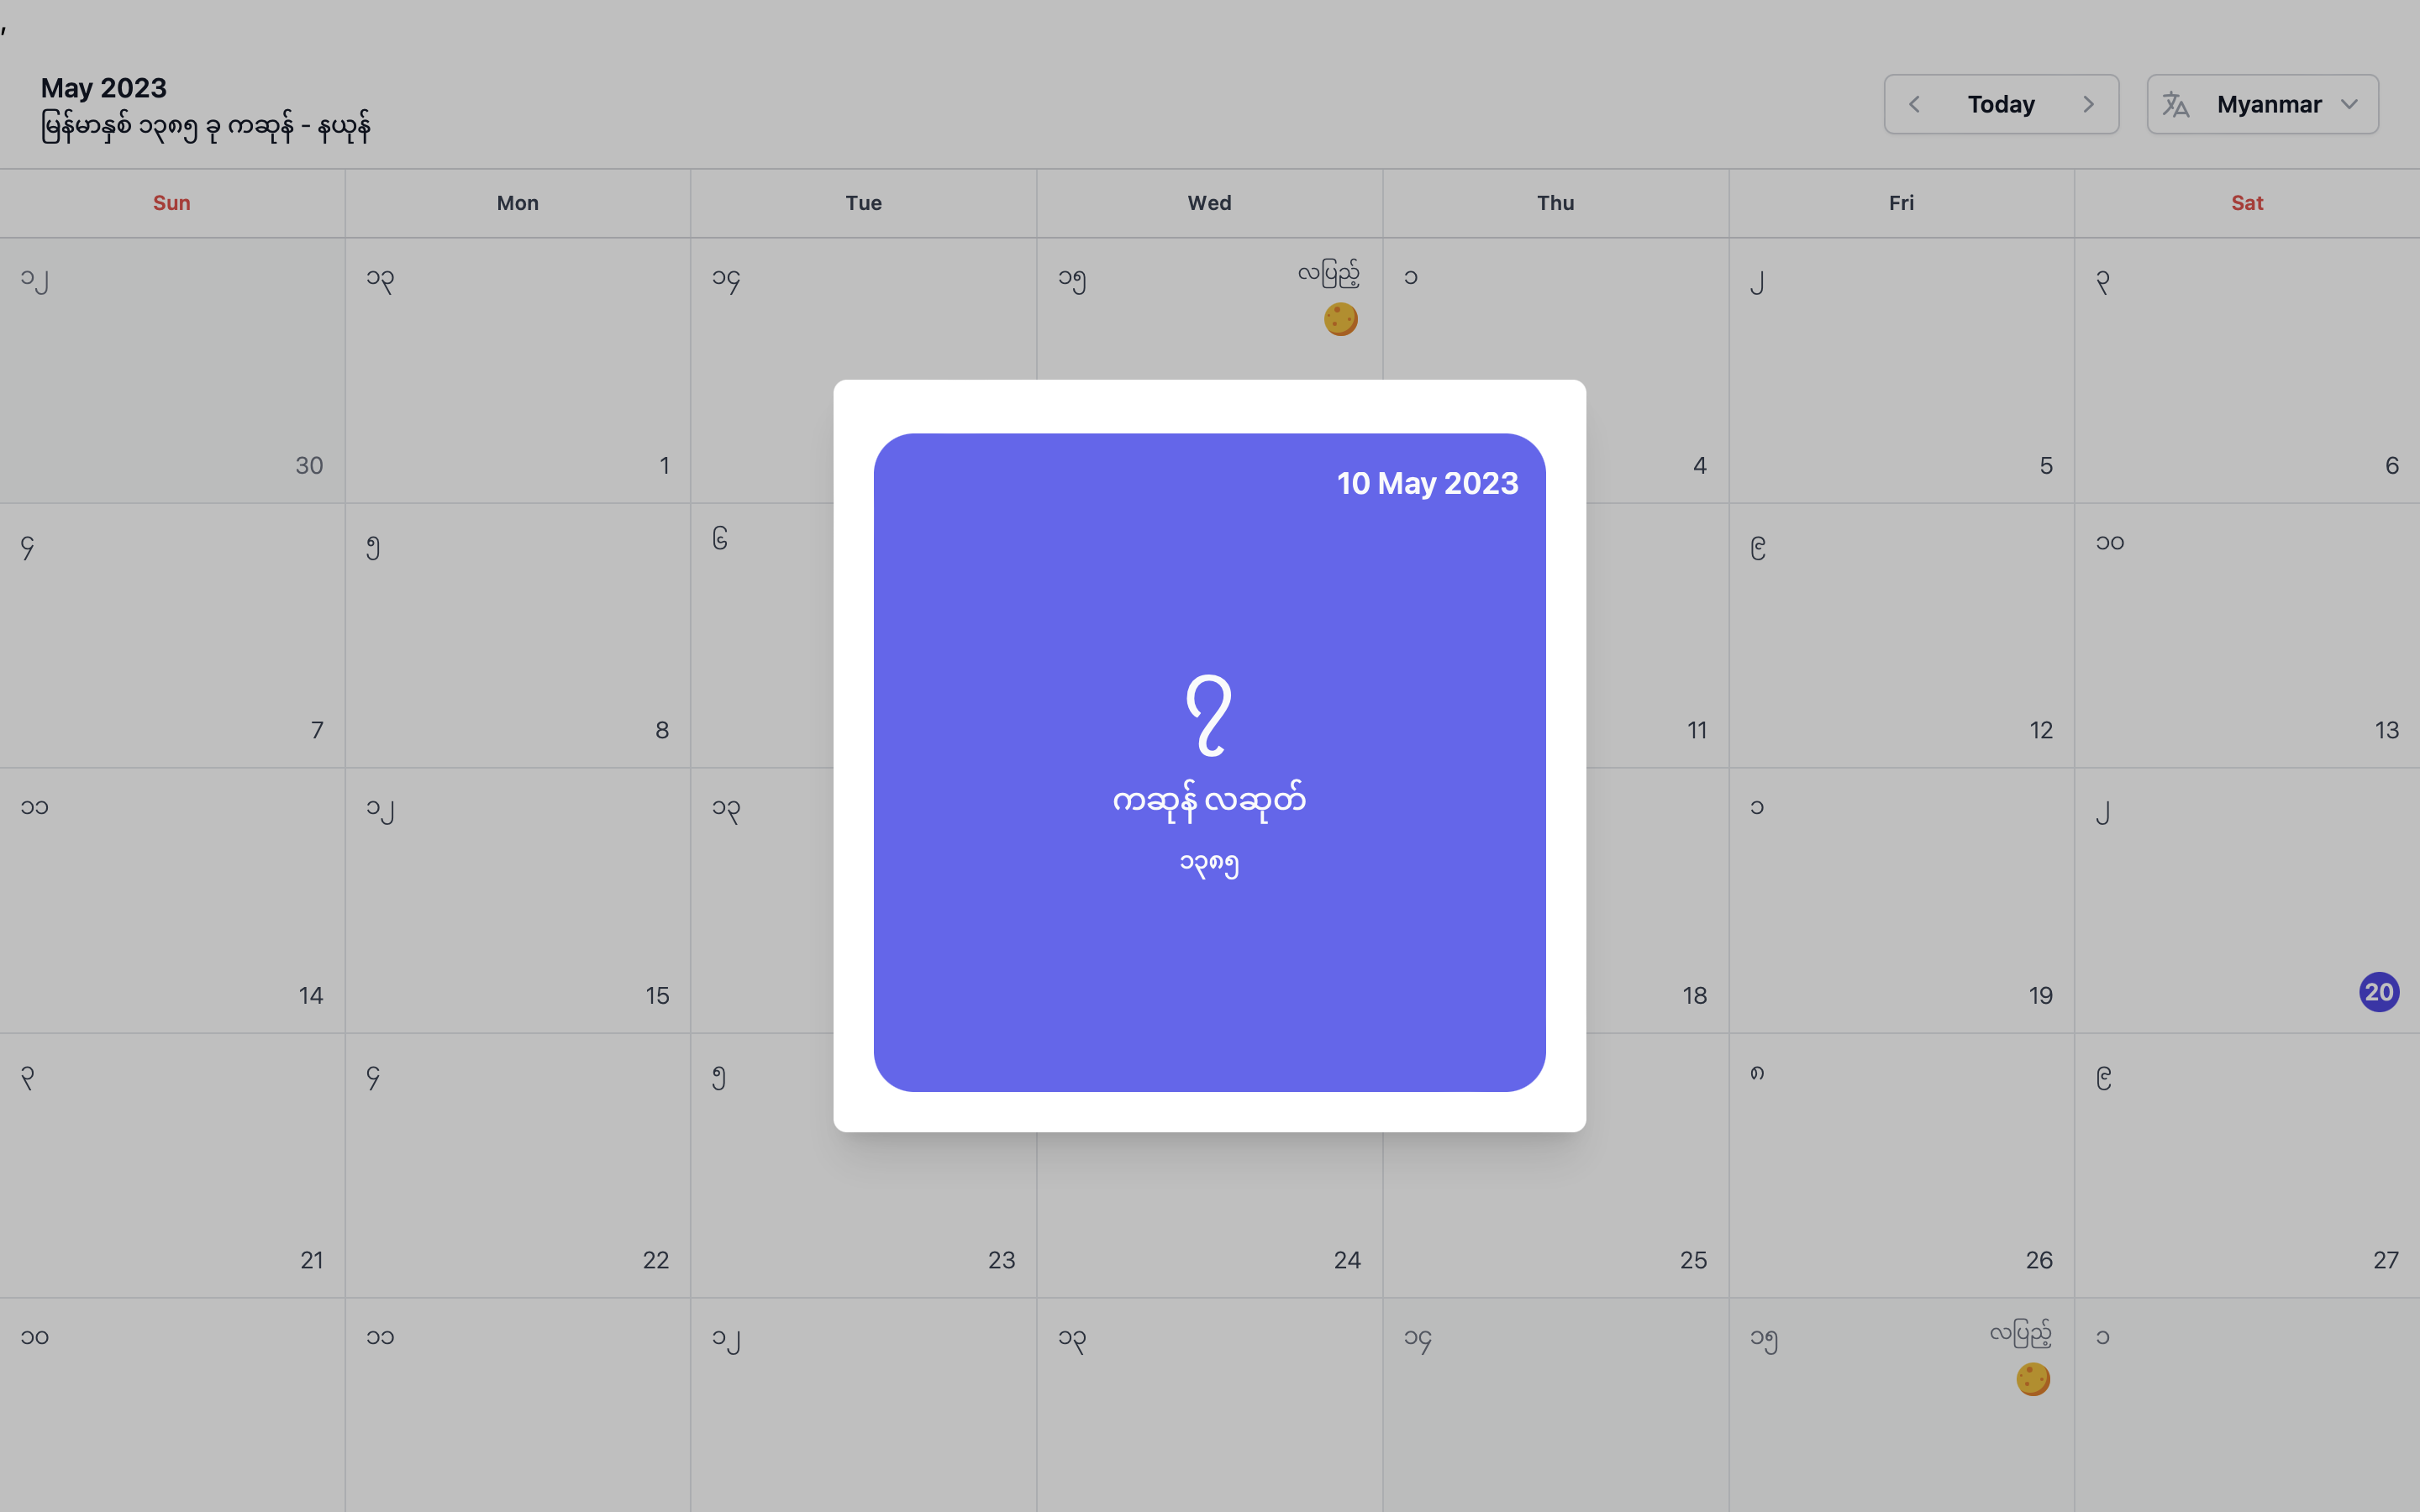 ,
May 2023
မြန်မာနှစ် ၁၃၈၅ ခု ကဆုန် - နယုန်
Today
Myanmar
Sun Mon Tue Wed Thu Fri Sat
၁၂ ၁၃ ၁၄ ၁၅ လပြည့် ၁ ၂ ၃
30 1 4 5 6
10 May 2023
၄ ၅ ၆ ၉ ၁၀
7 8 11 12 13
၇
ကဆုန် လဆုတ်
၁၃၈၅
၁၁ ၁၂ ၁၃ ၁ ၂
14 15 18 19 20
၃ ၄ ၅ ၈ ၉
21 22 23 24 25 26 27
၁၀ ၁၁ ၁၂ ၁၃ ၁၄ ၁၅ လပြည့် ၁